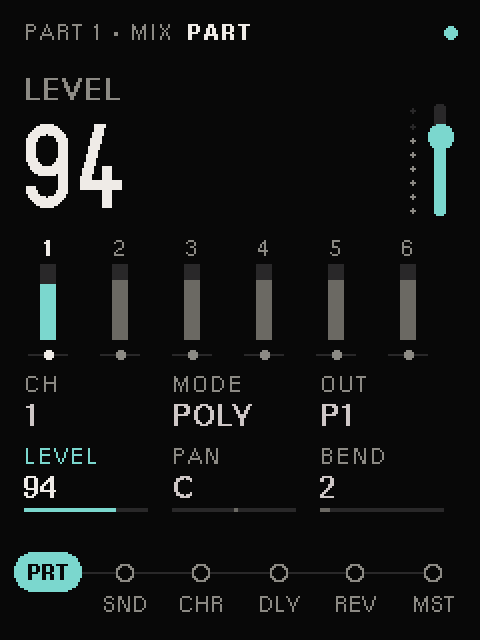 PART 1 · MIX PART
LEVEL
94
1 2 3 4 5 6
CH MODE OUT
1 POLY P1
LEVEL PAN BEND
94 C 2
PRT
SND CHR DLY REV MST